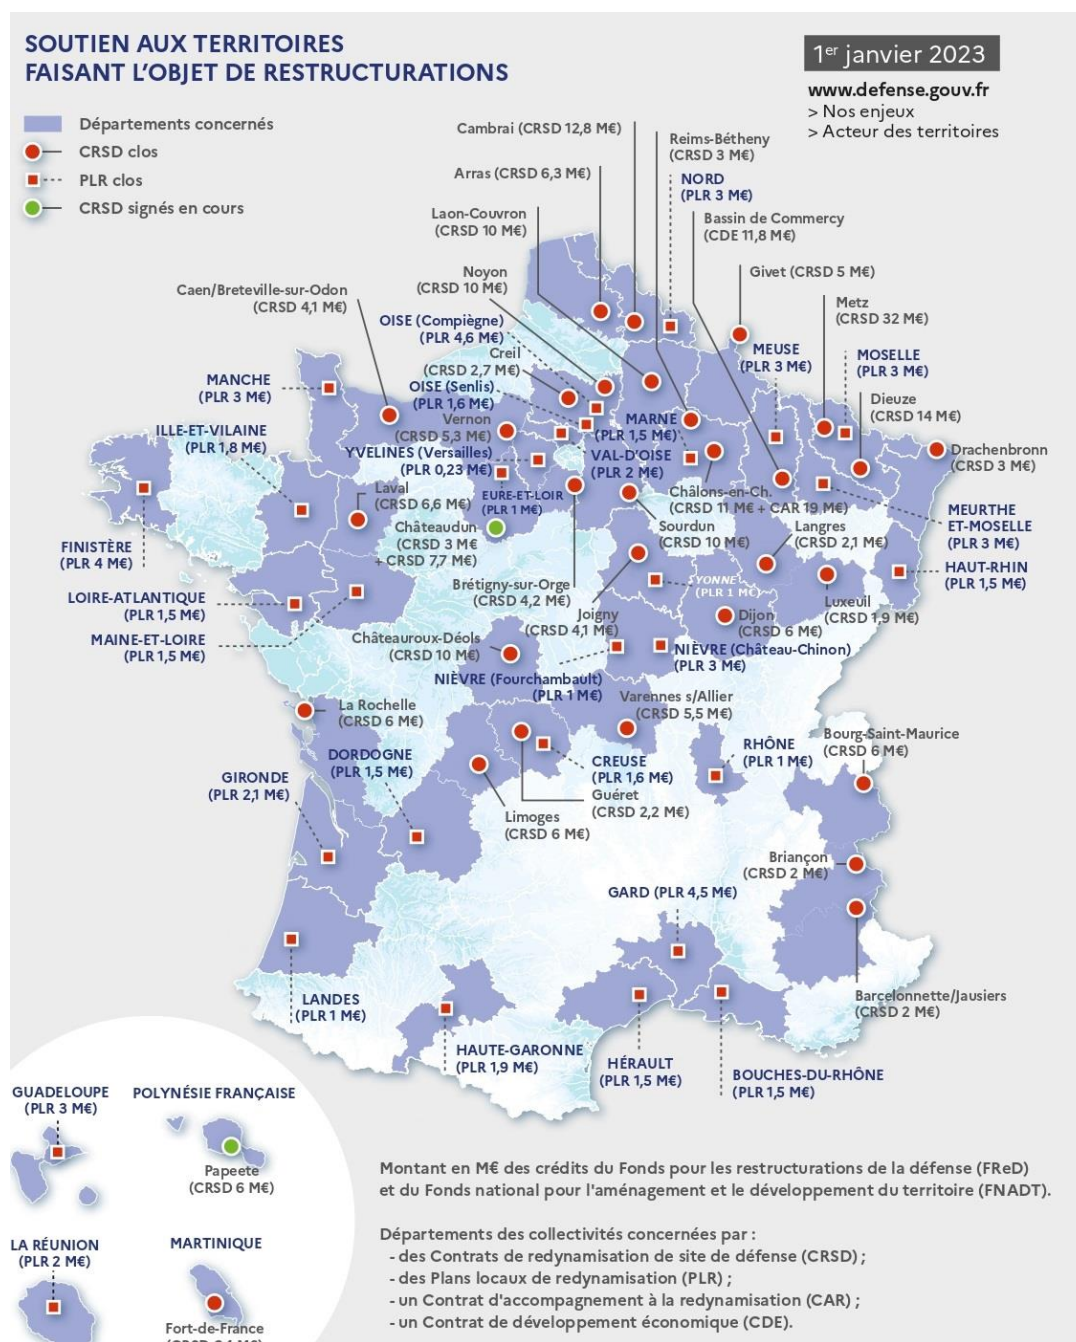 SOUTIEN AUX TERRITOIRES
FAISANT L'OBJET DE RESTRUCTURATIONS
1er janvier 2023
www.defense.gouv.fr
> Nos enjeux
> Acteur des territoires
Départements concernés
CRSD clos
PLR clos
CRSD signés en cours
Cambrai (CRSD 12,8 M€)
Reims-Bétheny
(CRSD 3 M€)
Arras (CRSD 6,3 M€)
NORD
(PLR 3 M€)
Laon-Couvron
(CRSD 10 M€)
Bassin de Commercy
(CDE 11,8 M€)
Noyon
(CRSD 10 M€)
Givet (CRSD 5 M€)
Caen/Breteville-sur-Odon
(CRSD 4,1 M€)
Metz
(CRSD 32 M€)
OISE (Compiègne)
(PLR 4,6 M€)
Creil
(CRSD 2,7 M€)
MEUSE
(PLR 3 M€)
MOSELLE
(PLR 3 M€)
MANCHE
(PLR 3 M€)
OISE (Senlis)
(PLR 1,6 M€)
Dieuze
(CRSD 14 M€)
Vernon
(CRSD 5,3 M€)
MARNE
(PLR 1,5 M€)
ILLE-ET-VILAINE
(PLR 1,8 M€)
YVELINES (Versailles)
(PLR 0,23 M€)
VAL-D'OISE
(PLR 2 M€)
Drachenbronn
(CRSD 3 M€)
Laval
(CRSD 6,6 M€)
EURE-ET-LOIR
(PLR 1 M€)
Châlons-en-Ch.
(CRSD 11 M€ + CAR 19 M€)
MEURTHE
ET-MOSELLE
(PLR 3 M€)
Châteaudun
(CRSD 3 M€
+ CRSD 7,7 M€)
Sourdun
(CRSD 10 M€)
Langres
(CRSD 2,1 M€)
FINISTÈRE
(PLR 4 M€)
HAUT-RHIN
(PLR 1,5 M€)
Brétigny-sur-Orge
(CRSD 4,2 M€)
YONNE
(PLR 1 M€)
LOIRE-ATLANTIQUE
(PLR 1,5 M€)
Luxeuil
(CRSD 1,9 M€)
Joigny
(CRSD 4,1 M€)
Dijon
(CRSD 6 M€)
MAINE-ET-LOIRE
(PLR 1,5 M€)
Châteauroux-Déols
(CRSD 10 M€)
NIÈVRE (Château-Chinon)
(PLR 3 M€)
NIÈVRE (Fourchambault)
(PLR 1 M€)
Varennes s/Allier
(CRSD 5,5 M€)
La Rochelle
(CRSD 6 M€)
Bourg-Saint-Maurice
(CRSD 6 M€)
RHÔNE
(PLR 1 M€)
DORDOGNE
(PLR 1,5 M€)
CREUSE
(PLR 1,6 M€)
GIRONDE
(PLR 2,1 M€)
Guéret
(CRSD 2,2 M€)
Limoges
(CRSD 6 M€)
Briançon
(CRSD 2 M€)
GARD (PLR 4,5 M€)
LANDES
(PLR 1 M€)
Barcelonnette/Jausiers
(CRSD 2 M€)
HAUTE-GARONNE
(PLR 1,9 M€)
HÉRAULT
(PLR 1,5 M€)
BOUCHES-DU-RHÔNE
(PLR 1,5 M€)
GUADELOUPE
(PLR 3 M€)
POLYNÉSIE FRANÇAISE
Papeete
(CRSD 6 M€)
LA RÉUNION
(PLR 2 M€)
MARTINIQUE
Fort-de-France
Montant en M€ des crédits du Fonds pour les restructurations de la défense (FReD)
et du Fonds national pour l'aménagement et le développement du territoire (FNADT).
Départements des collectivités concernées par :
- des Contrats de redynamisation de site de défense (CRSD) ;
- des Plans locaux de redynamisation (PLR) ;
- un Contrat d'accompagnement à la redynamisation (CAR) ;
- un Contrat de développement économique (CDE).